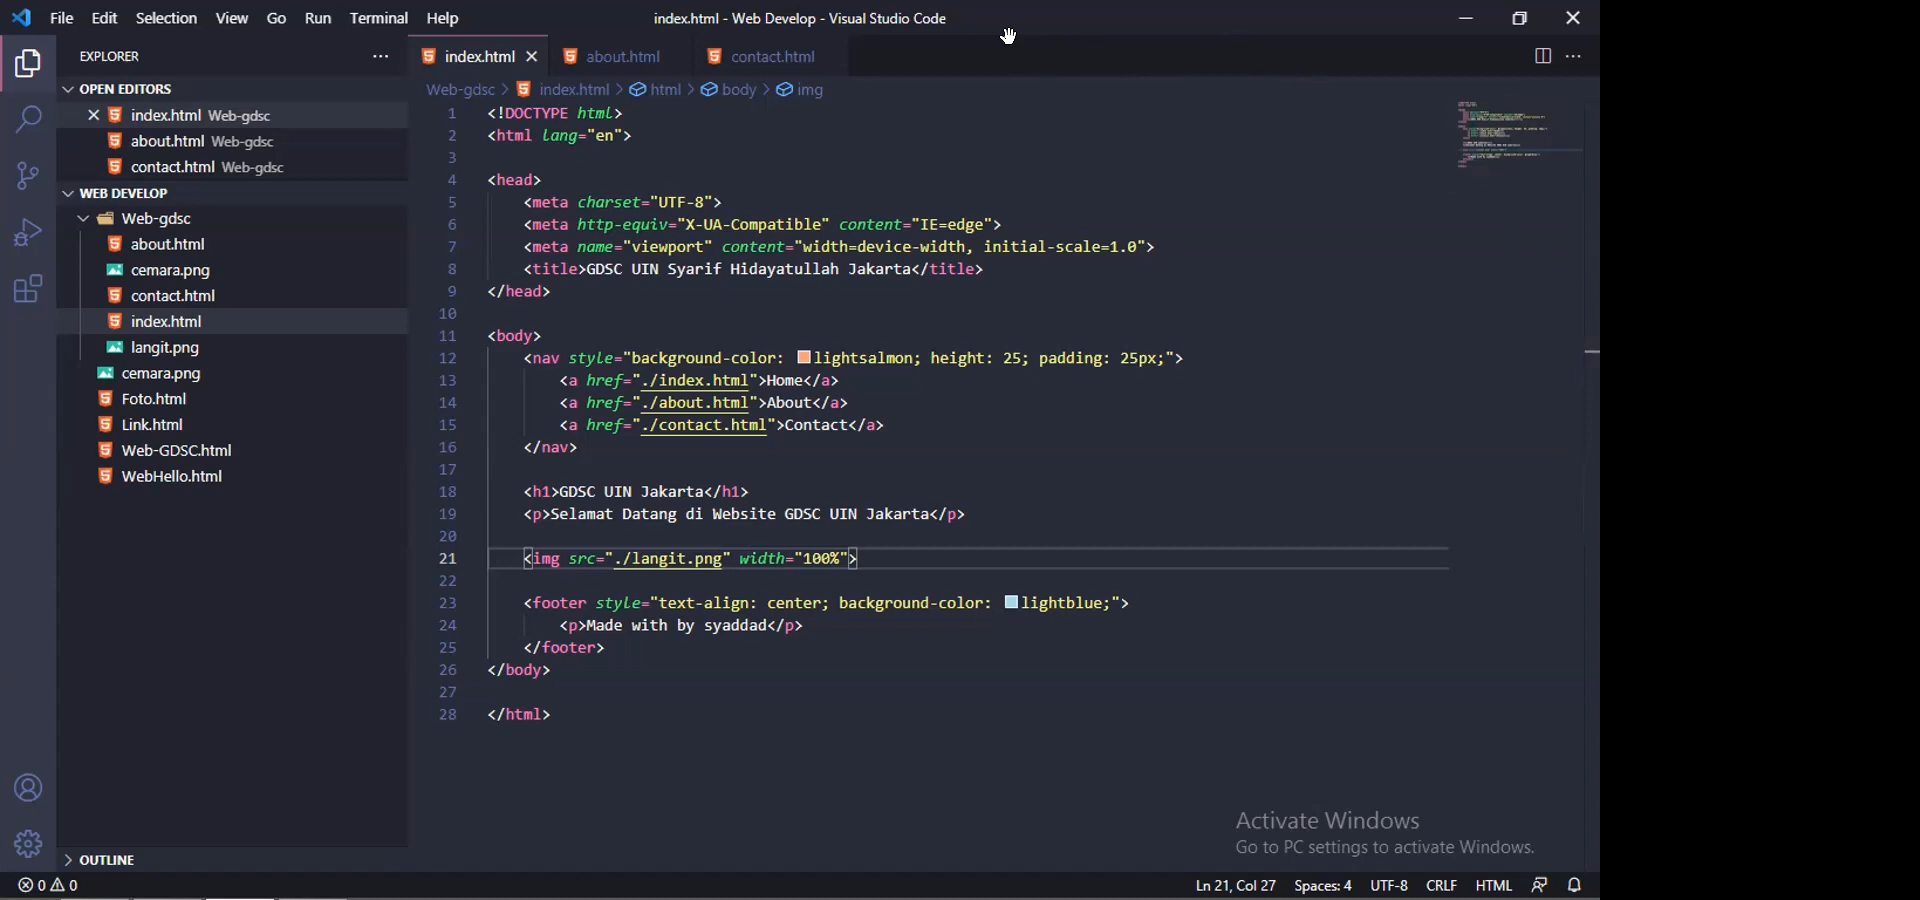 File Edit Selection View Go Run Terminal Help index.html - Web Develop - Visual Studio Code
EXPLORER
OPEN EDITORS
index.html Web-gdsc
about.html Web-gdsc
contact.html Web-gdsc
WEB DEVELOP
Web-gdsc
about.html
cemara.png
contact.html
index.html
langit.png
cemara.png
Foto.html
Link.html
Web-GDSC.html
WebHello.html
OUTLINE
index.html about.html contact.html
Web-gdsc > index.html > html > body > img
1 <!DOCTYPE html>
2 <html lang="en">
3
4 <head>
5 <meta charset="UTF-8">
6 <meta http-equiv="X-UA-Compatible" content="IE=edge">
7 <meta name="viewport" content="width=device-width, initial-scale=1.0">
8 <title>GDSC UIN Syarif Hidayatullah Jakarta</title>
9 </head>
10
11 <body>
12 <nav style="background-color: lightsalmon; height: 25; padding: 25px;">
13 <a href="./index.html">Home</a>
14 <a href="./about.html">About</a>
15 <a href="./contact.html">Contact</a>
16 </nav>
17
18 <h1>GDSC UIN Jakarta</h1>
19 <p>Selamat Datang di Website GDSC UIN Jakarta</p>
20
21 <img src="./langit.png" width="100%">
22
23 <footer style="text-align: center; background-color: lightblue;">
24 <p>Made with by syaddad</p>
25 </footer>
26 </body>
27
28 </html>
Activate Windows
Go to PC settings to activate Windows.
0 0 Ln 21, Col 27 Spaces: 4 UTF-8 CRLF HTML